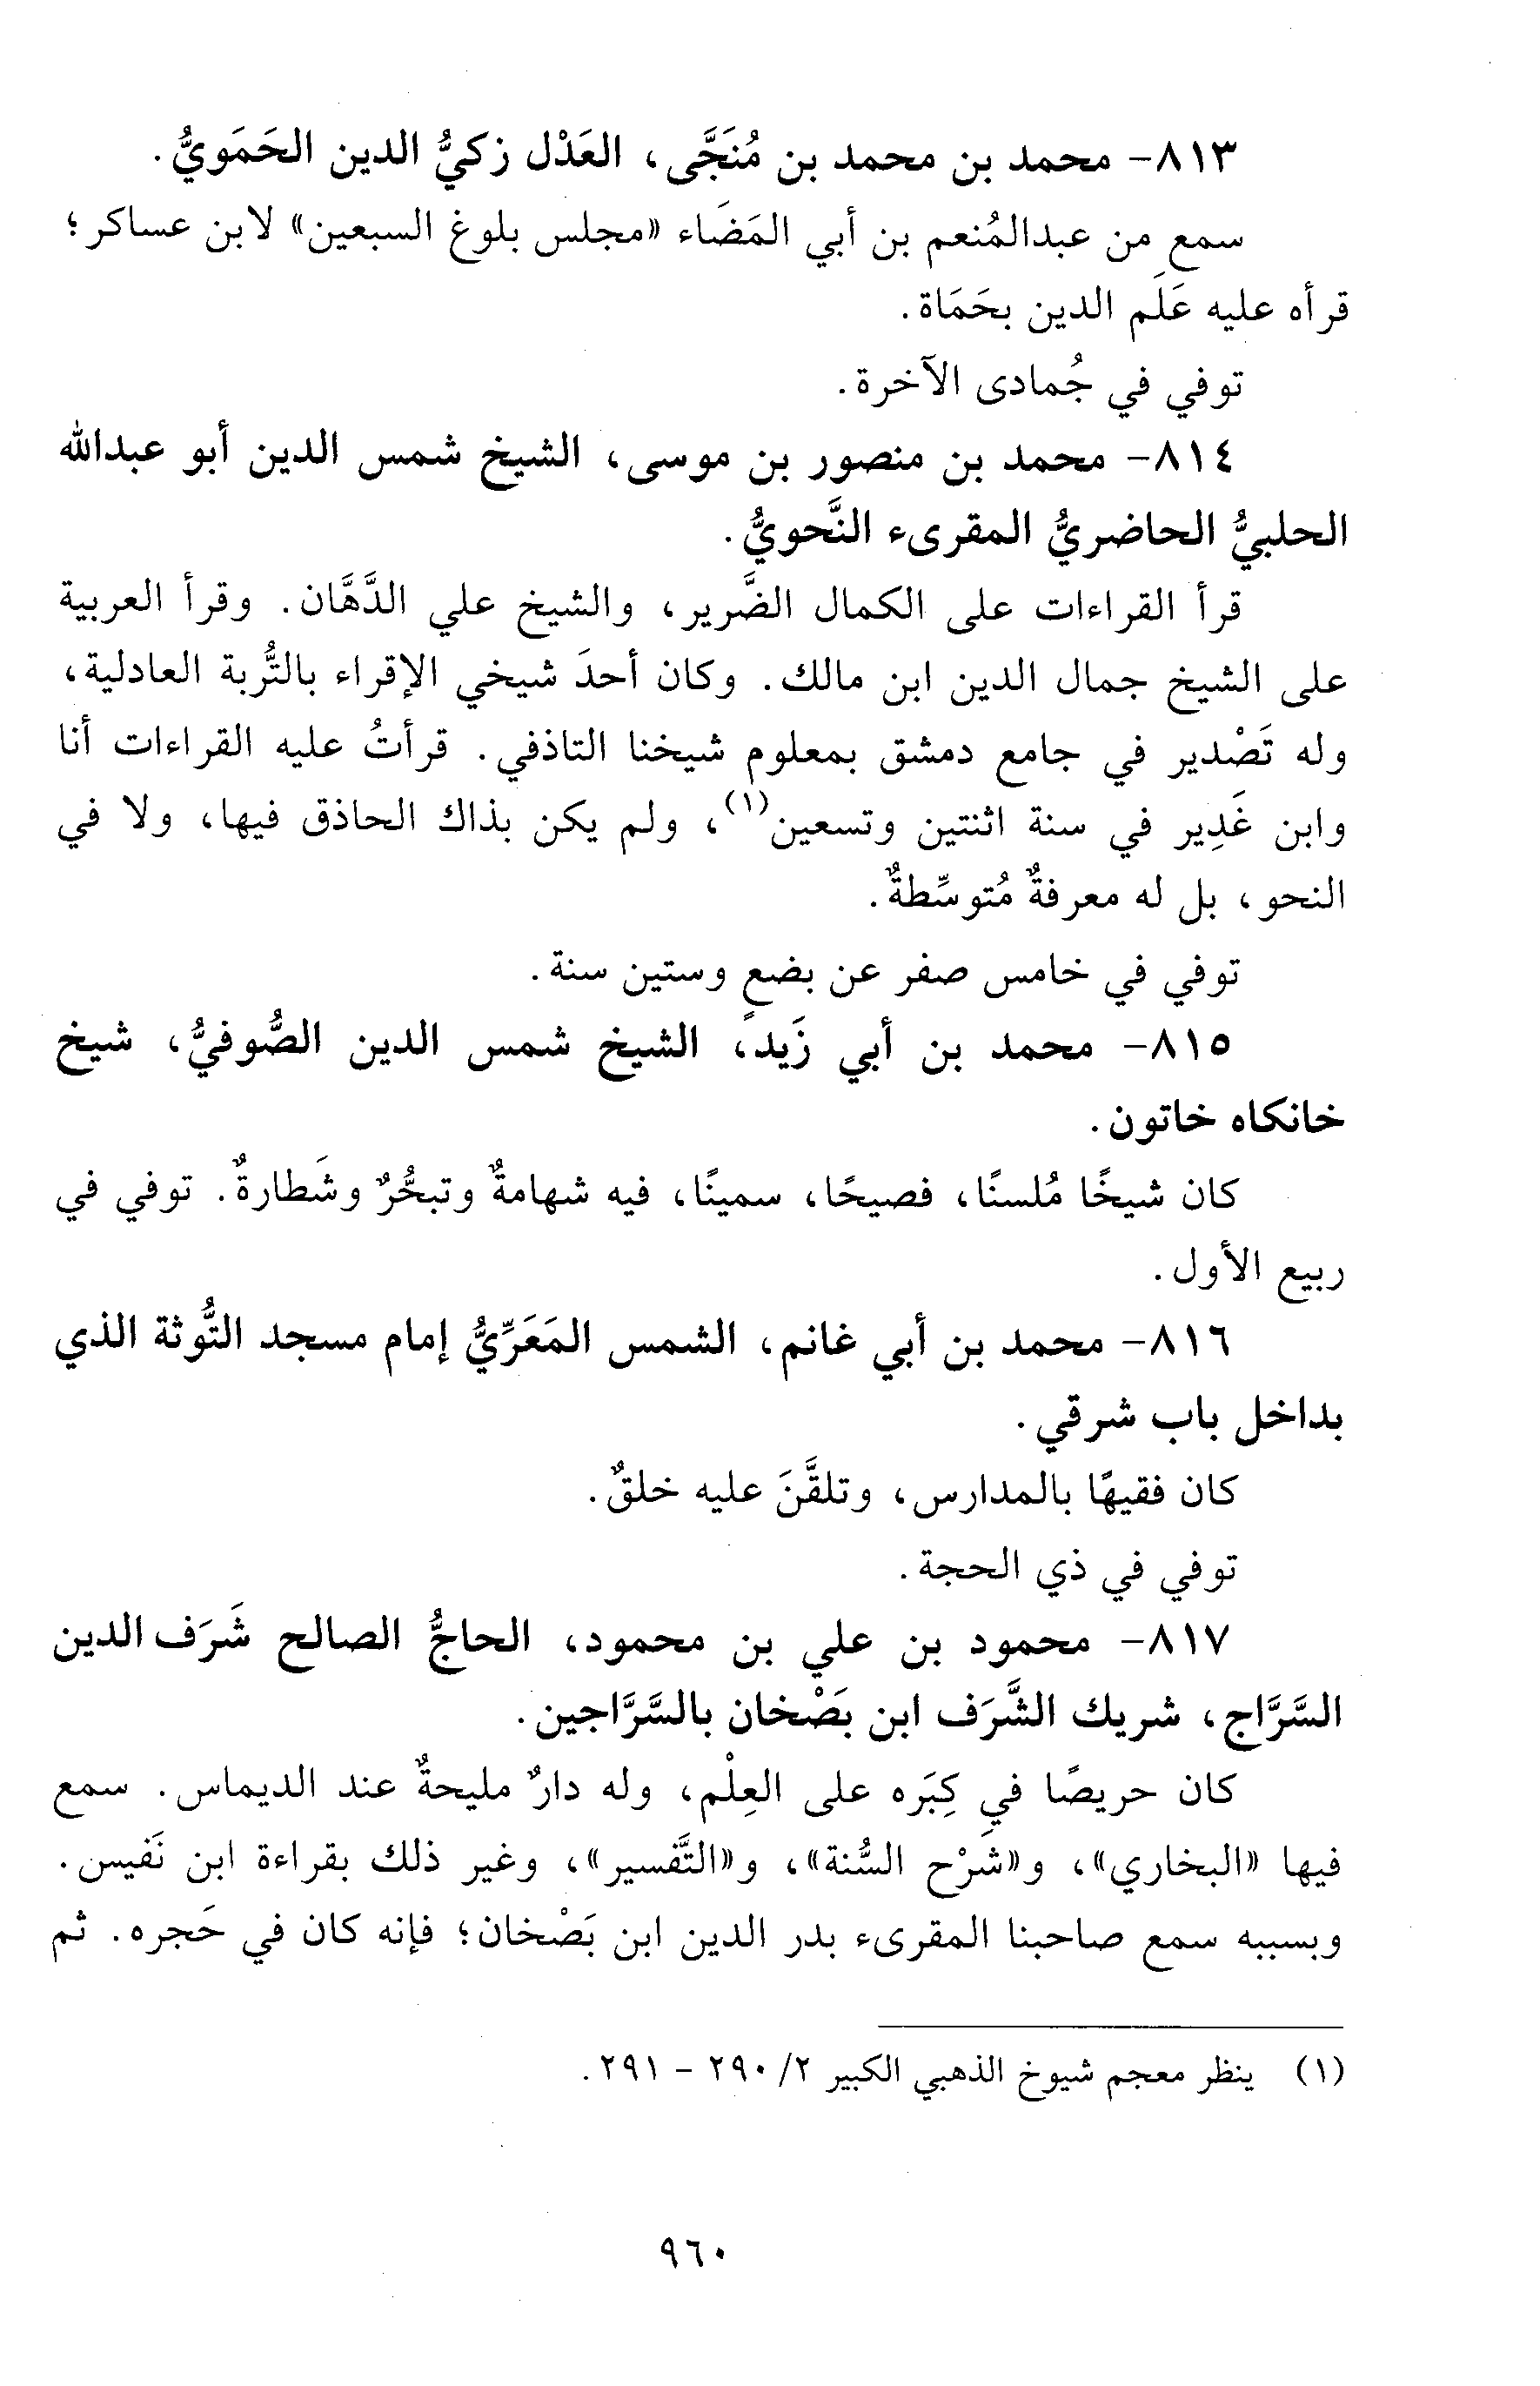 ٨١٣- محمد بن محمد بن مُنَجَّى، العَدْل زكيُّ الدين الحَمَويُّ.
سمع من عبدالمُنعم بن أبي المَضَاء «مجلس بلوغ السبعين» لابن عساكر؛
قرأه عليه عَلَم الدين بحَمَاة.
توفي في جُمادى الآخرة.
٨١٤- محمد بن منصور بن موسى، الشيخ شمس الدين أبو عبدالله
الحلبيُّ الحاضريُّ المقرىء النَّحويُّ.
قرأ القراءات على الكمال الضَّرير، والشيخ علي الدَّهَّان. وقرأ العربية
على الشيخ جمال الدين ابن مالك. وكان أحدَ شيخي الإقراء بالتُّربة العادلية،
وله تَصْدير في جامع دمشق بمعلوم شيخنا التاذفي. قرأتُ عليه القراءات أنا
وابن غَدِير في سنة اثنتين وتسعين(١)، ولم يكن بذاك الحاذق فيها، ولا في
النحو، بل له معرفةٌ مُتوسِّطةٌ.
توفي في خامس صفر عن بضعٍ وستين سنة.
٨١٥- محمد بن أبي زَيد، الشيخ شمس الدين الصُّوفيُّ، شيخ
خانكاه خاتون.
كان شيخًا مُلسنًا، فصيحًا، سمينًا، فيه شهامةٌ وتبحُّرٌ وشَطارةٌ. توفي في
ربيع الأول.
٨١٦- محمد بن أبي غانم، الشمس المَعَرِّيُّ إمام مسجد التُّوثة الذي
بداخل باب شرقي.
كان فقيهًا بالمدارس، وتلقَّنَ عليه خلقٌ.
توفي في ذي الحجة.
٨١٧- محمود بن علي بن محمود، الحاجُّ الصالح شَرَف الدين
السَّرَّاج، شريك الشَّرَف ابن بَصْخان بالسَّرَّاجين.
كان حريصًا في كِبَره على العِلْم، وله دارٌ مليحةٌ عند الديماس. سمع
فيها «البخاري»، و«شَرْح السُّنة»، و«التَّفسير»، وغير ذلك بقراءة ابن نَفيس.
وبسببه سمع صاحبنا المقرىء بدر الدين ابن بَصْخان؛ فإنه كان في حَجره. ثم
(١) ينظر معجم شيوخ الذهبي الكبير ٢/ ٢٩٠ - ٢٩١.
٩٦٠